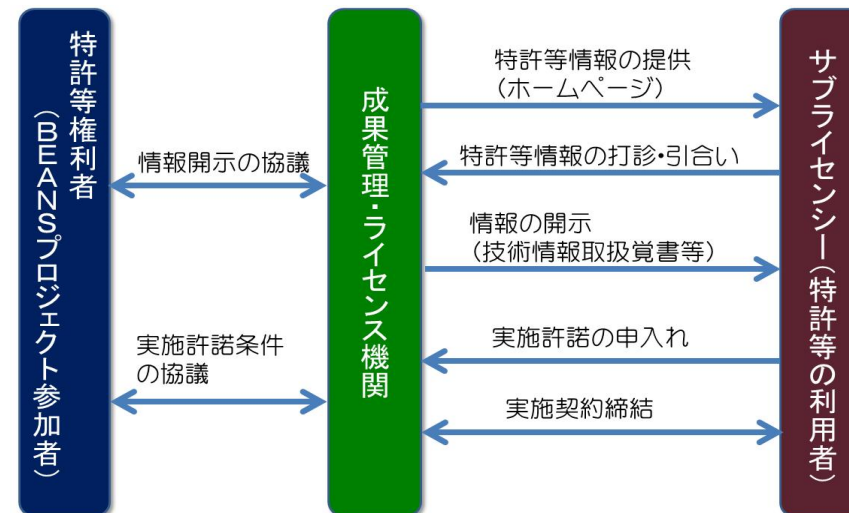 特許等権利者
（BEANSプロジェクト参加者）
情報開示の協議
実施許諾条件
の協議
成果管理・ライセンス機関
特許等情報の提供
（ホームページ）
特許等情報の打診・引合い
情報の開示
（技術情報取扱覚書等）
実施許諾の申入れ
実施契約締結
サブライセンシー（特許等の利用者）